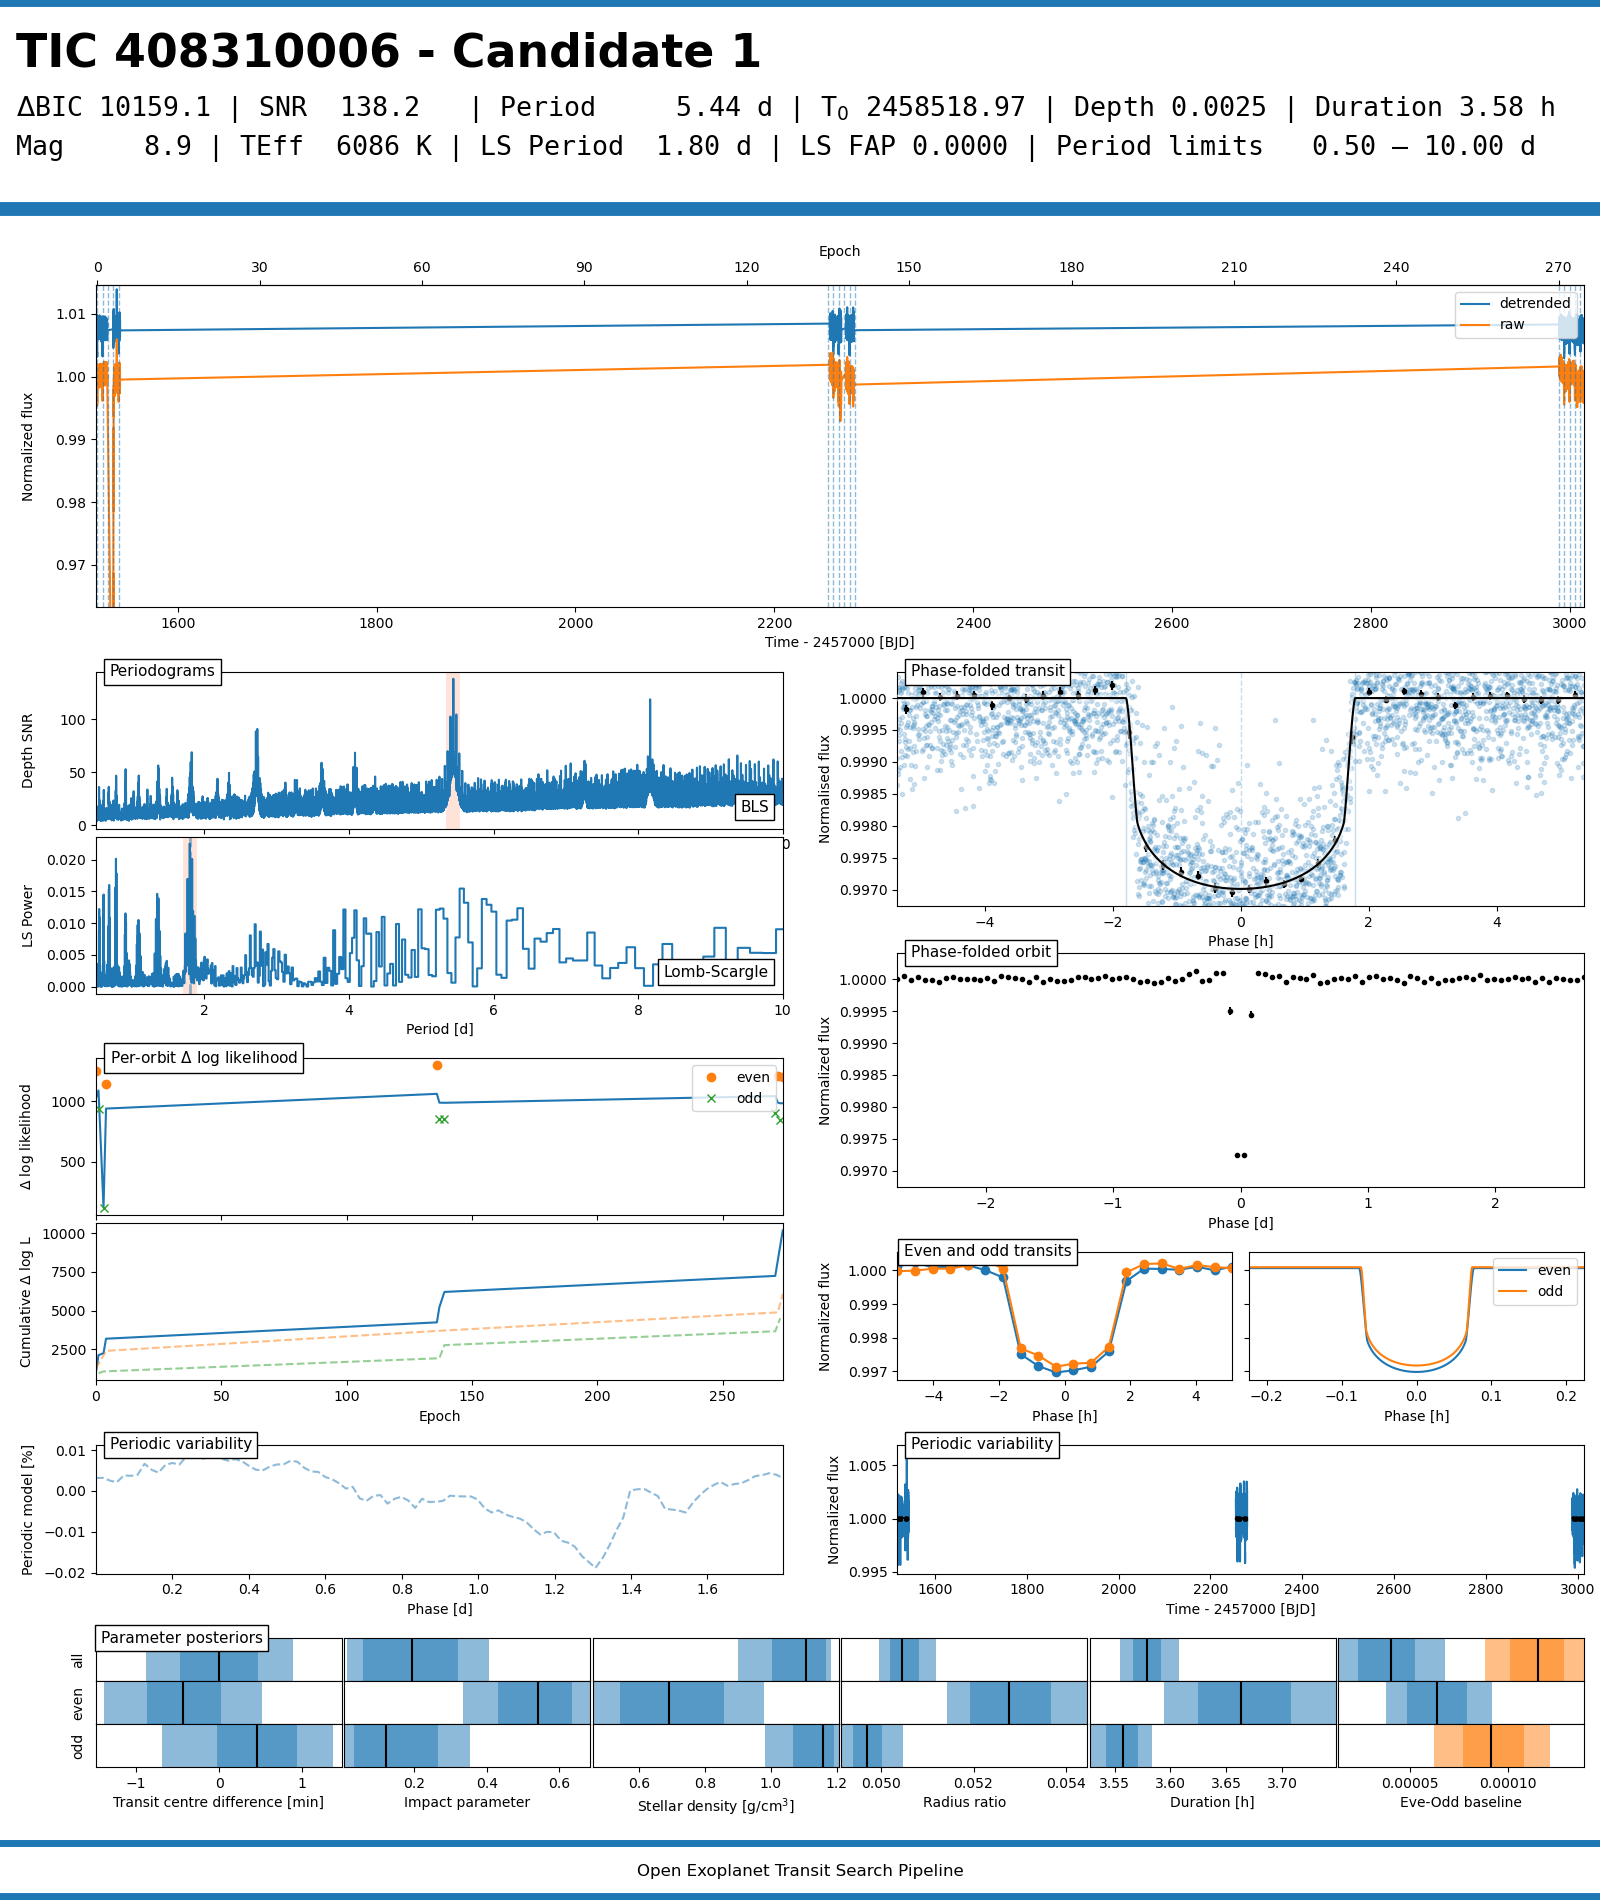 TIC 408310006 - Candidate 1
ΔBIC 10159.1 | SNR 138.2 | Period 5.44 d | T0 2458518.97 | Depth 0.0025 | Duration 3.58 h
Mag 8.9 | TEff 6086 K | LS Period 1.80 d | LS FAP 0.0000 | Period limits 0.50 — 10.00 d
Epoch
0 30 60 90 120 150 180 210 240 270
detrended
raw
1.01
1.00
0.99
0.98
0.97
Normalized flux
1600 1800 2000 2200 2400 2600 2800 3000
Time - 2457000 [BJD]
Periodograms
Depth SNR
100
50
0
BLS
0
LS Power
0.020
0.015
0.010
0.005
0.000
Lomb-Scargle
2 4 6 8 10
Period [d]
Phase-folded transit
Normalised flux
1.0000
0.9995
0.9990
0.9985
0.9980
0.9975
0.9970
−4 −2 0 2 4
Phase [h]
Phase-folded orbit
Normalized flux
1.0000
0.9995
0.9990
0.9985
0.9980
0.9975
0.9970
−2 −1 0 1 2
Phase [d]
Per-orbit Δ log likelihood
Δ log likelihood
1000
500
even
odd
Cumulative Δ log L
10000
7500
5000
2500
0 50 100 150 200 250
Epoch
Even and odd transits
Normalized flux
1.000
0.999
0.998
0.997
−4 −2 0 2 4
Phase [h]
even
odd
−0.2 −0.1 0.0 0.1 0.2
Phase [h]
Periodic variability
Periodic model [%]
0.01
0.00
−0.01
−0.02
0.2 0.4 0.6 0.8 1.0 1.2 1.4 1.6
Phase [d]
Periodic variability
Normalized flux
1.005
1.000
0.995
1600 1800 2000 2200 2400 2600 2800 3000
Time - 2457000 [BJD]
Parameter posteriors
all
even
odd
−1 0 1
Transit centre difference [min]
0.2 0.4 0.6
Impact parameter
0.6 0.8 1.0 1.2
Stellar density [g/cm3]
0.050 0.052 0.054
Radius ratio
3.55 3.60 3.65 3.70
Duration [h]
0.00005 0.00010
Eve-Odd baseline
Open Exoplanet Transit Search Pipeline